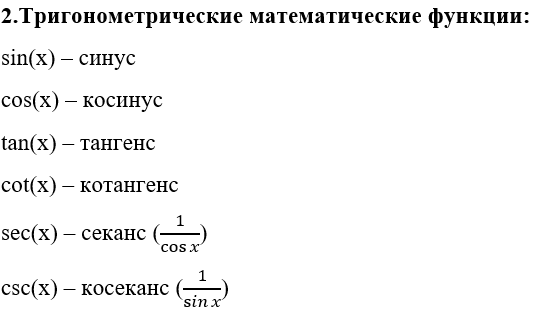 2.Тригонометрические математические функции:
sin(x) – синус
cos(x) – косинус
tan(x) – тангенс
cot(x) – котангенс
sec(x) – секанс (1/cos x)
csc(x) – косеканс (1/sin x)